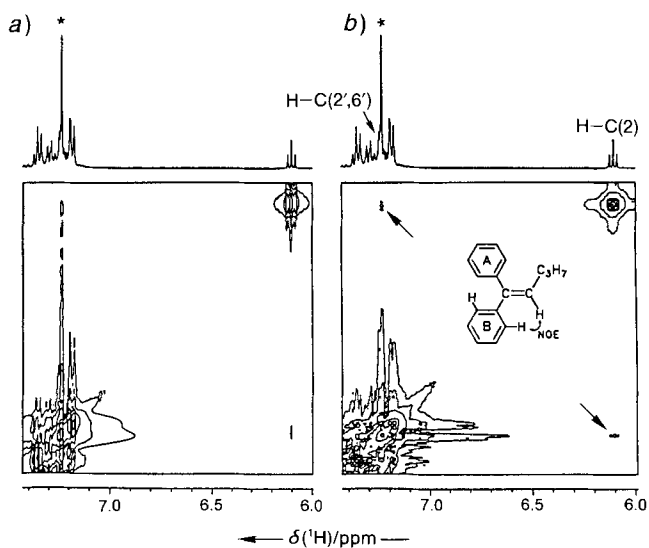 a) * b) *
H–C(2',6')
H–C(2)
A
C₃H₇
C=C
H
H
B
H
NOE
7.0 6.5 6.0 7.0 6.5 6.0
δ(¹H)/ppm